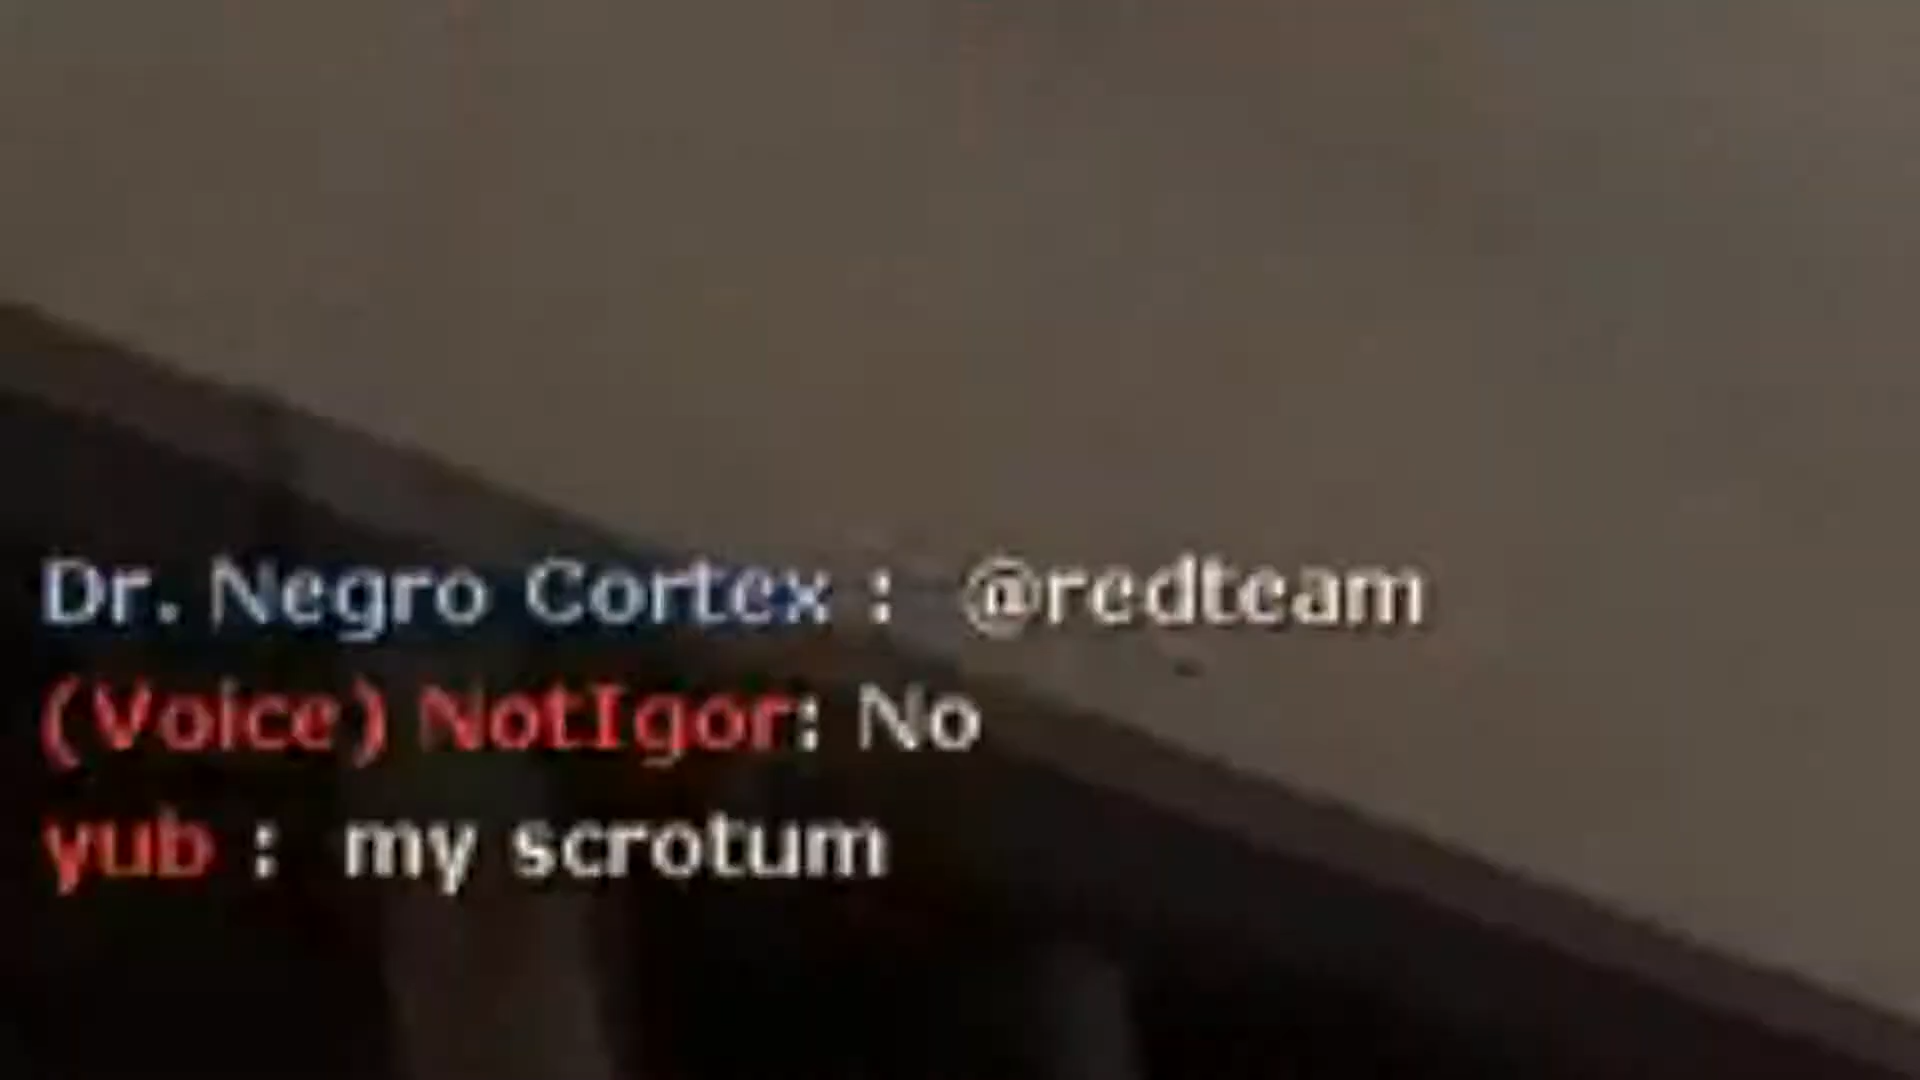 Dr. Negro Cortex :  @redteam
(Voice) NotIgor: No
yub :  my scrotum